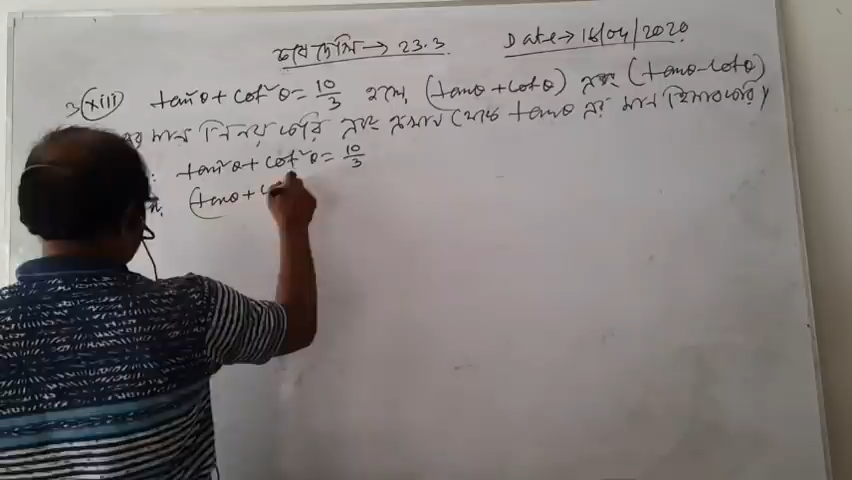 কষে দেখি → 23.3 Date → 18/04/2020
3 (xiii) tan²θ + cot²θ = 10/3 হলে, (tanθ + cotθ) এবং (tanθ - cotθ)
এর মান নির্ণয় করি এবং সেখান থেকে tanθ এর মান হিসাব করি।
: tan²θ + cot²θ = 10/3
(tanθ + c